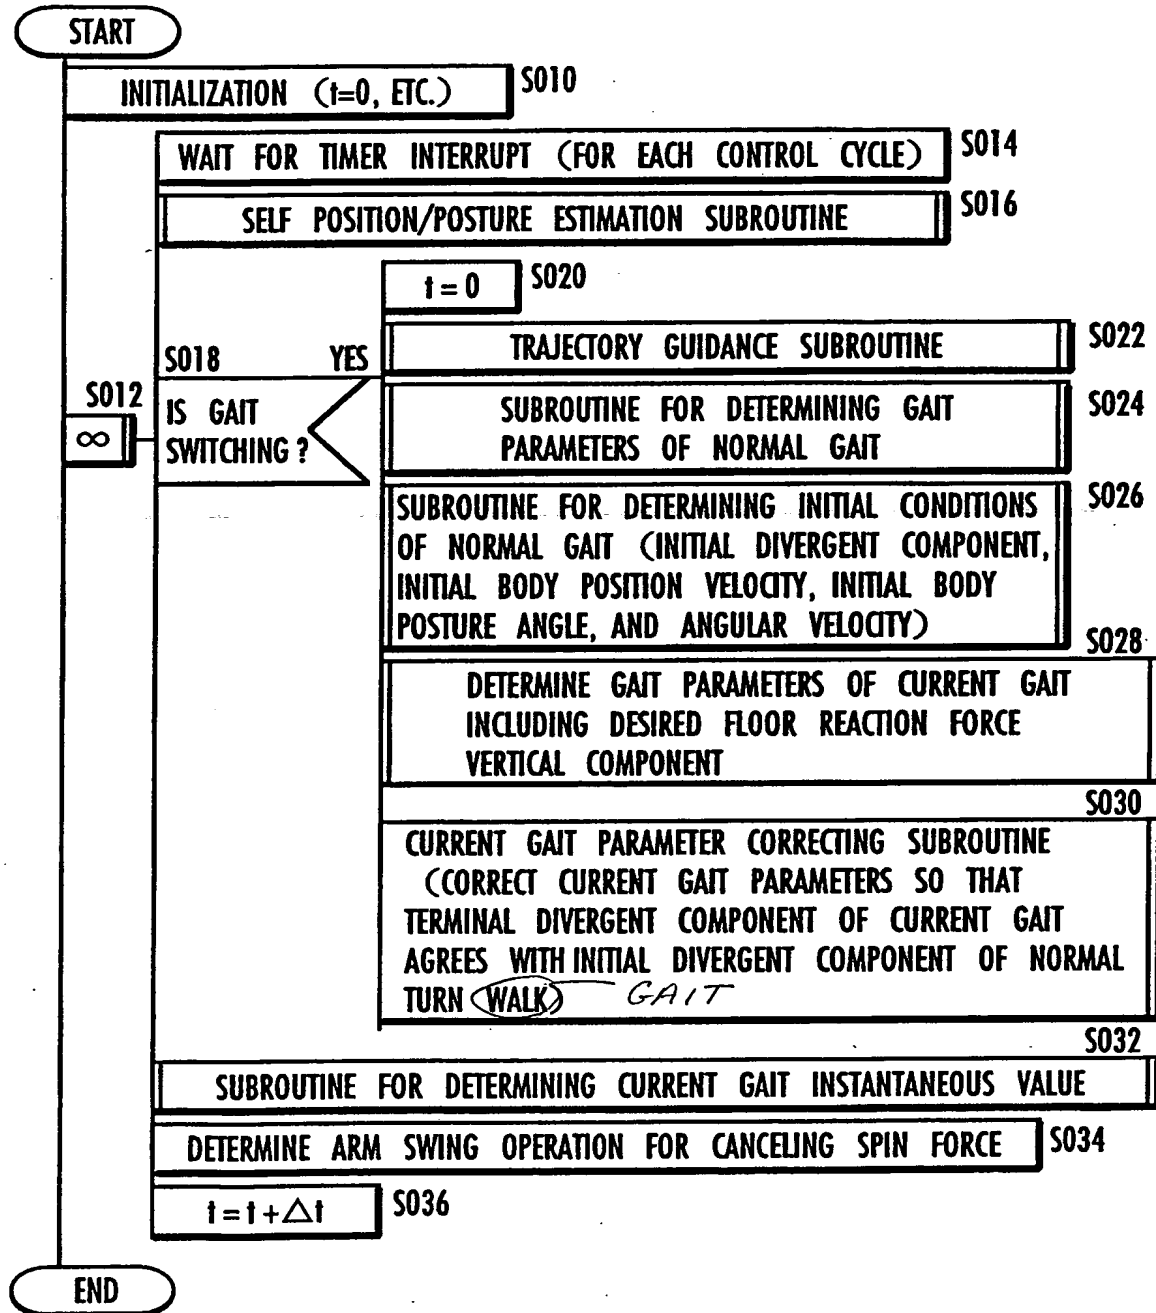 START
INITIALIZATION (t=0, ETC.) S010
WAIT FOR TIMER INTERRUPT (FOR EACH CONTROL CYCLE) S014
SELF POSITION/POSTURE ESTIMATION SUBROUTINE S016
t = 0 S020
TRAJECTORY GUIDANCE SUBROUTINE S022
S018 YES
S012
∞
IS GAIT
SWITCHING?
SUBROUTINE FOR DETERMINING GAIT S024
PARAMETERS OF NORMAL GAIT
SUBROUTINE FOR DETERMINING INITIAL CONDITIONS S026
OF NORMAL GAIT (INITIAL DIVERGENT COMPONENT,
INITIAL BODY POSITION VELOCITY, INITIAL BODY
POSTURE ANGLE, AND ANGULAR VELOCITY)
S028
DETERMINE GAIT PARAMETERS OF CURRENT GAIT
INCLUDING DESIRED FLOOR REACTION FORCE
VERTICAL COMPONENT
S030
CURRENT GAIT PARAMETER CORRECTING SUBROUTINE
(CORRECT CURRENT GAIT PARAMETERS SO THAT
TERMINAL DIVERGENT COMPONENT OF CURRENT GAIT
AGREES WITH INITIAL DIVERGENT COMPONENT OF NORMAL
TURN (WALK) GAIT
S032
SUBROUTINE FOR DETERMINING CURRENT GAIT INSTANTANEOUS VALUE
DETERMINE ARM SWING OPERATION FOR CANCELING SPIN FORCE S034
t=t+△t S036
END